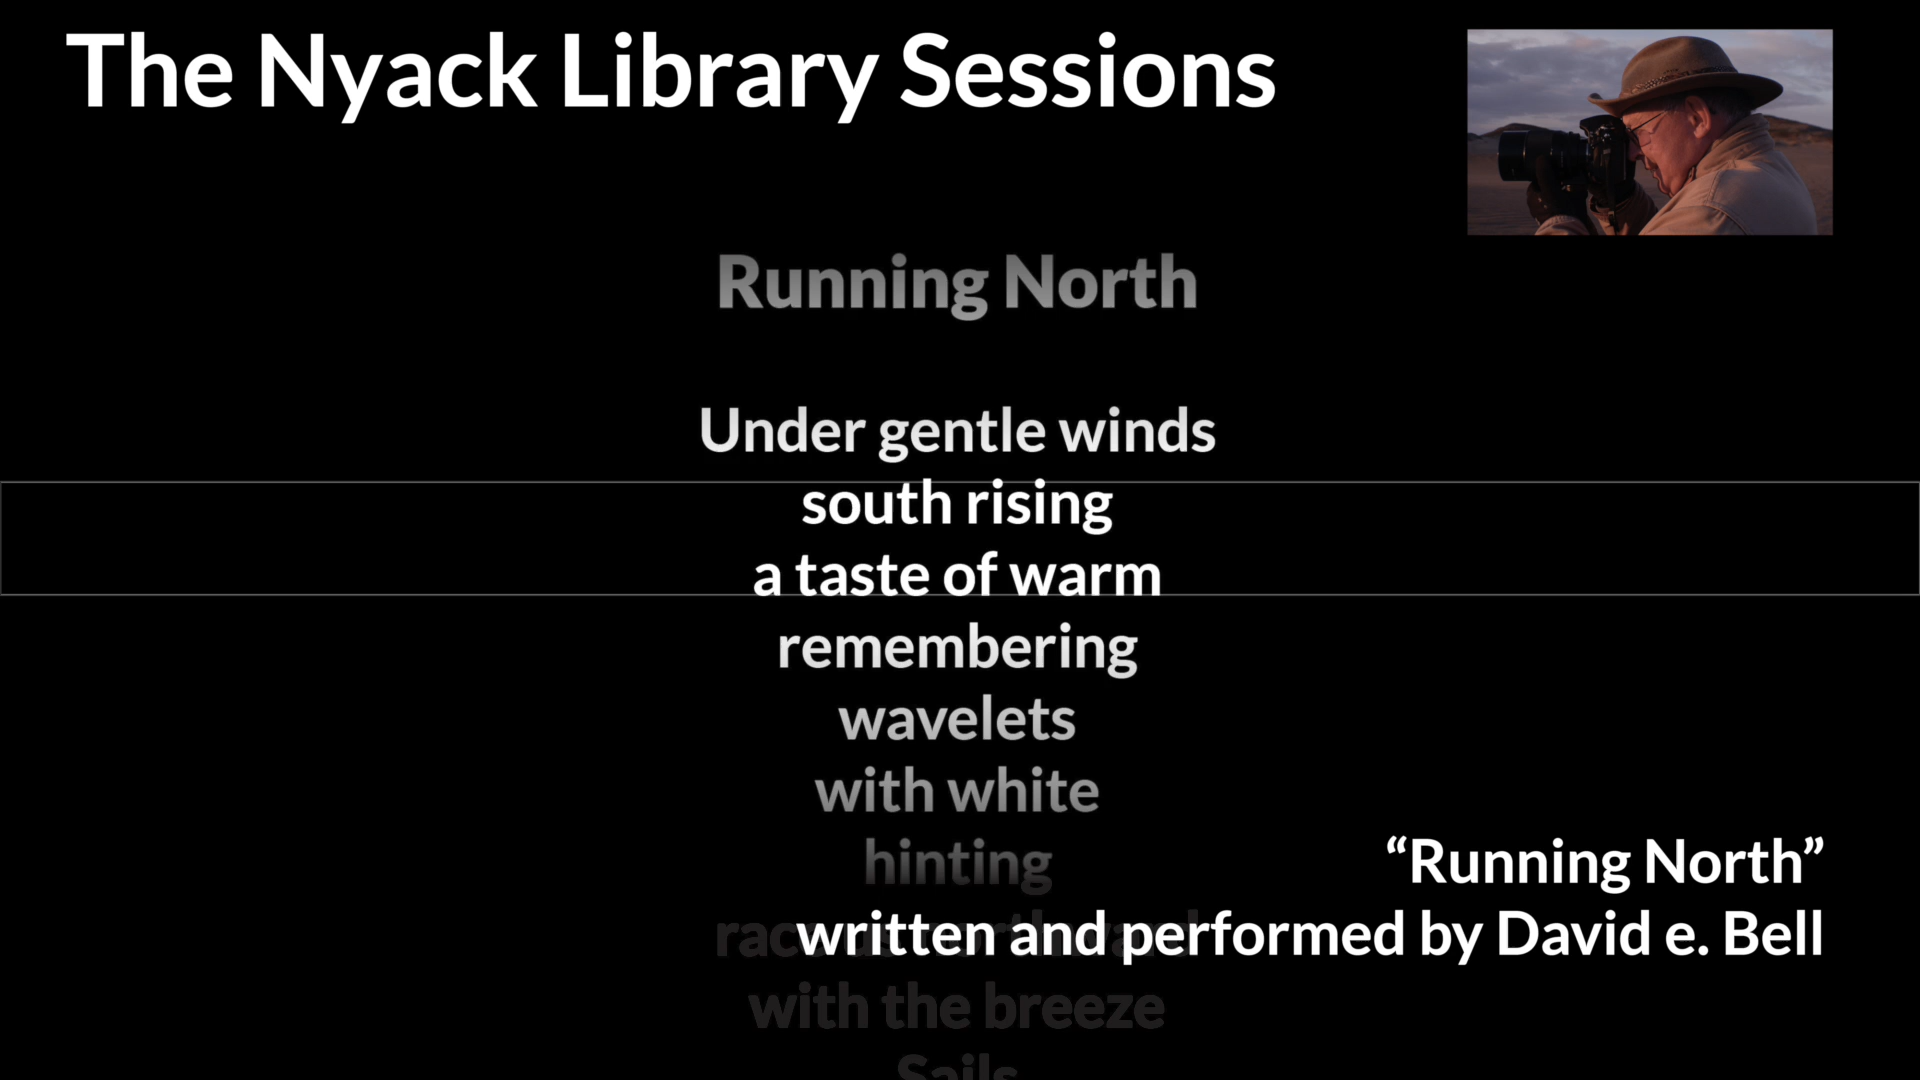 The Nyack Library Sessions
Running North
Under gentle winds
south rising
a taste of warm
remembering
wavelets
with white
hinting
“Running North”
written and performed by David e. Bell
with the breeze
Sails